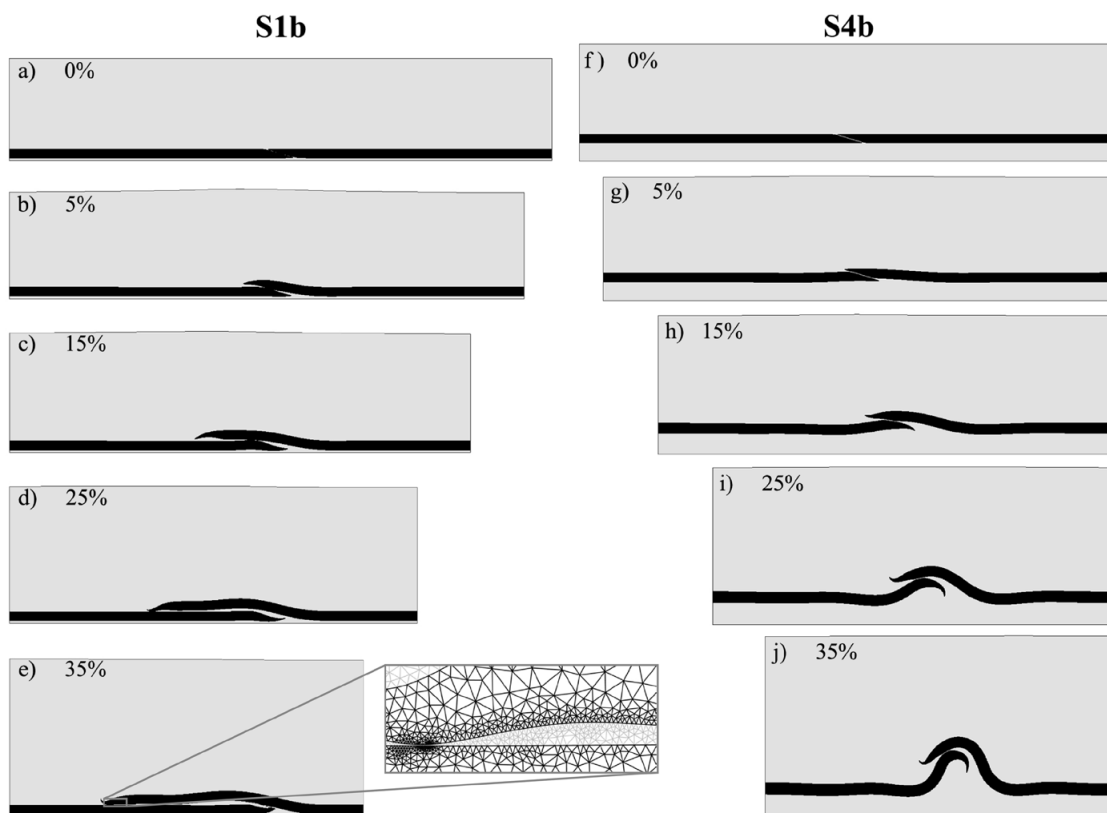 S1b
S4b
a) 0%
f) 0%
b) 5%
g) 5%
c) 15%
h) 15%
d) 25%
i) 25%
e) 35%
j) 35%